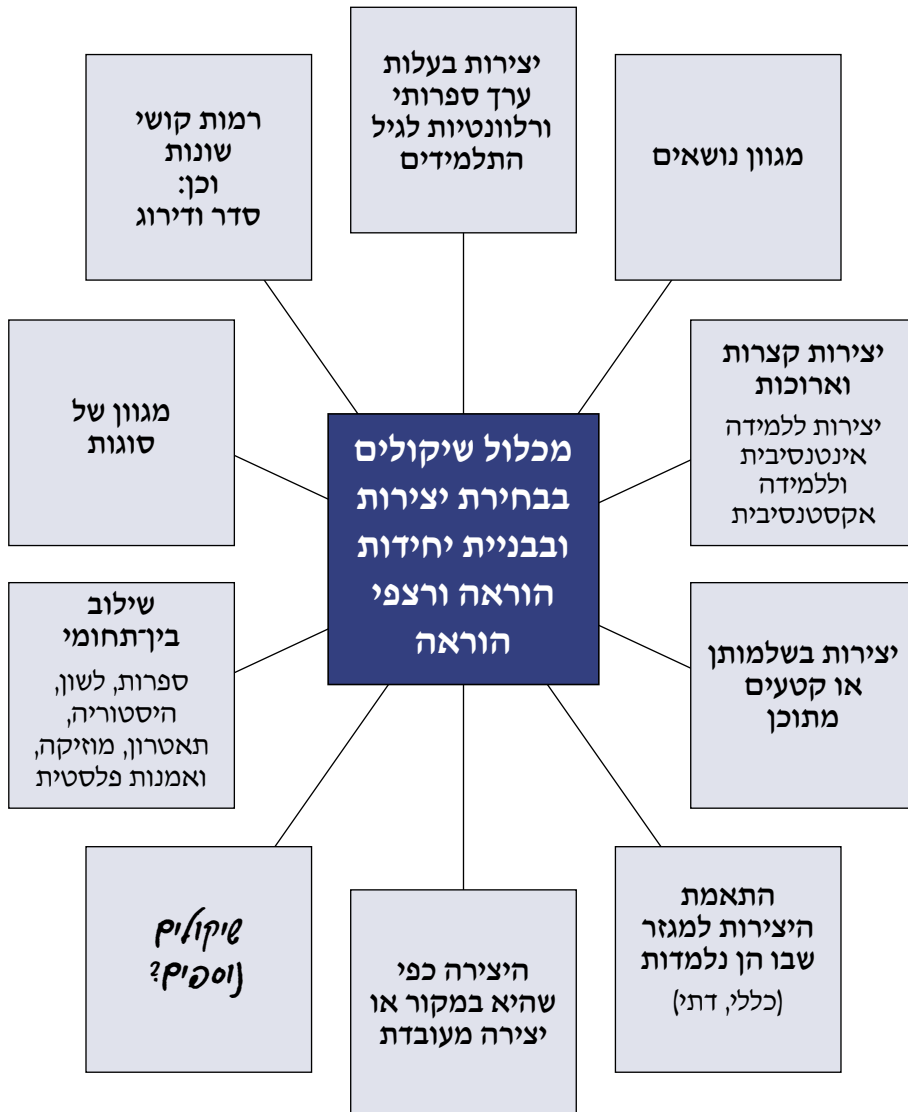 יצירות בעלות
ערך ספרותי
ורלוונטיות לגיל
התלמידים
מגוון נושאים
רמות קושי
שונות
וכן:
סדר ודירוג
יצירות קצרות
וארוכות
יצירות ללמידה
אינטנסיבית
וללמידה
אקסטנסיבית
מגוון של
סוגות
מכלול שיקולים
בבחירת יצירות
ובבניית יחידות
הוראה ורצפי
הוראה
יצירות בשלמותן
או קטעים
מתוכן
שילוב
בין־תחומי
ספרות, לשון,
היסטוריה,
תאטרון, מוזיקה,
ואמנות פלסטית
התאמת
היצירות למגזר
שבו הן נלמדות
(כללי, דתי)
היצירה כפי
שהיא במקור או
יצירה מעובדת
שיקולים
נוספים?